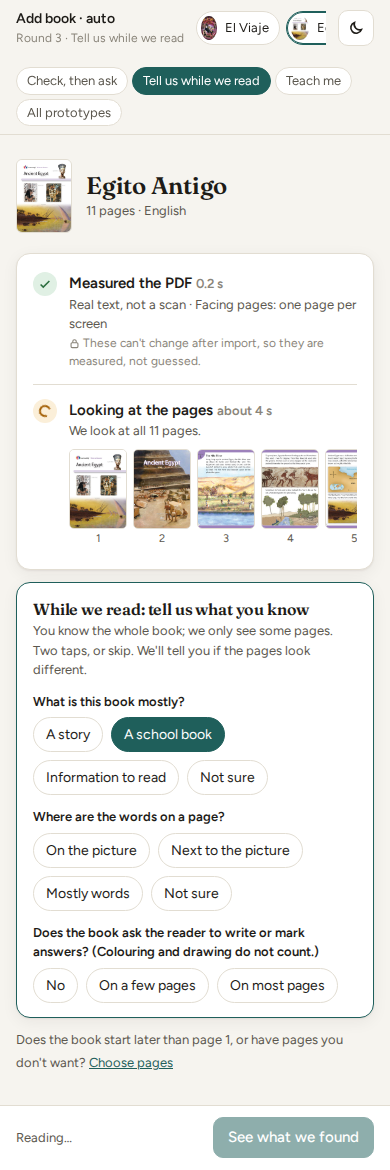 Add book · auto
Round 3 · Tell us while we read
El Viaje
Check, then ask
Tell us while we read
Teach me
All prototypes
Ancient Egypt
Egito Antigo
11 pages · English
Measured the PDF 0.2 s
Real text, not a scan · Facing pages: one page per
screen
These can't change after import, so they are
measured, not guessed.
Looking at the pages about 4 s
We look at all 11 pages.
Ancient Egypt
Ancient Egypt
1
2
3
4
5
While we read: tell us what you know
You know the whole book; we only see some pages.
Two taps, or skip. We'll tell you if the pages look
different.
What is this book mostly?
A story
A school book
Information to read
Not sure
Where are the words on a page?
On the picture
Next to the picture
Mostly words
Not sure
Does the book ask the reader to write or mark
answers? (Colouring and drawing do not count.)
No
On a few pages
On most pages
Does the book start later than page 1, or have pages you
don't want? Choose pages
Reading...
See what we found